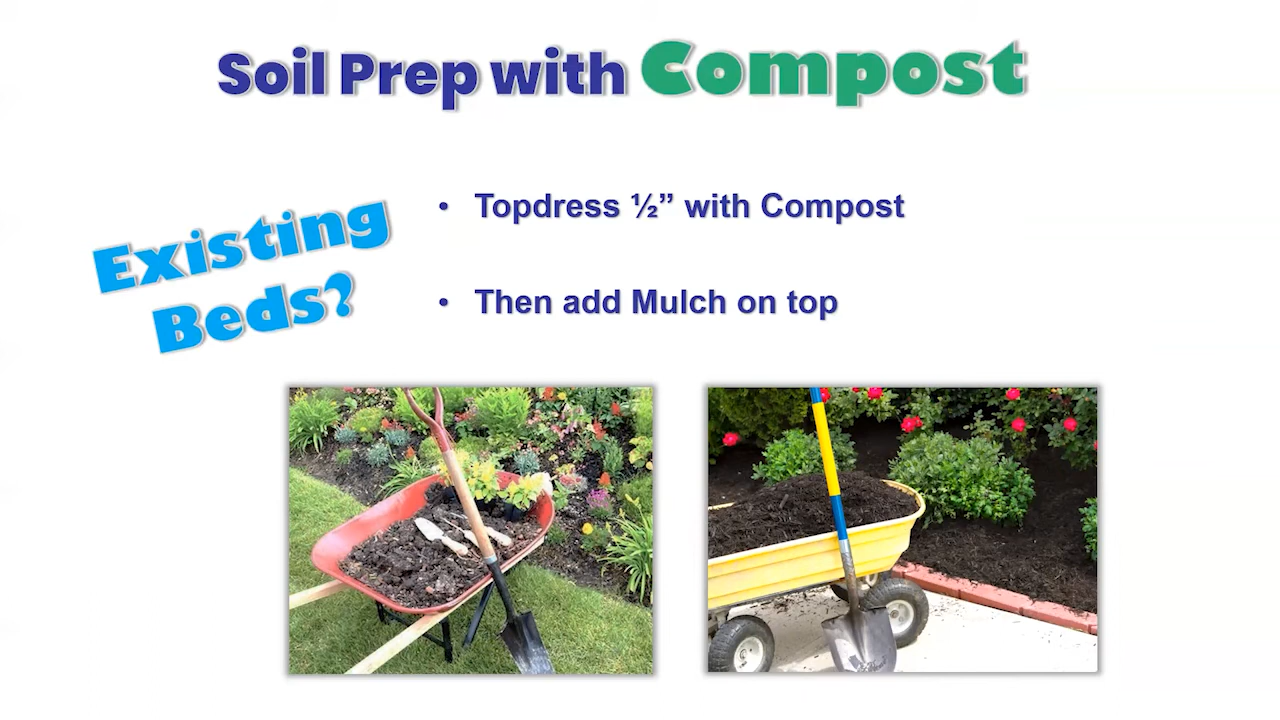 Soil Prep with Compost
Existing
Beds?
• Topdress ½” with Compost
• Then add Mulch on top